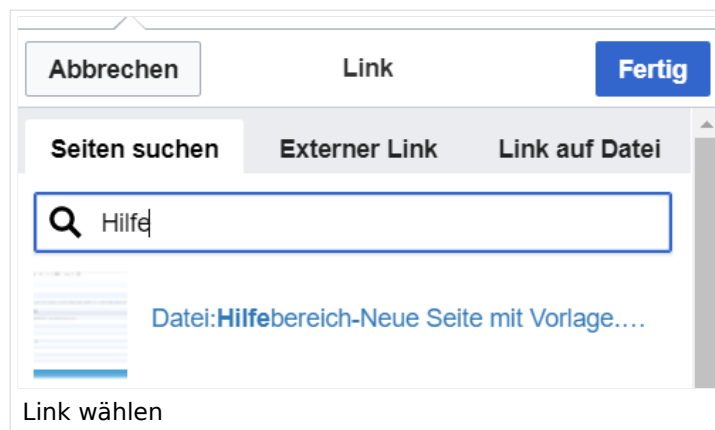 Abbrechen Link Fertig
Seiten suchen Externer Link Link auf Datei
Hilfe
Datei:Hilfebereich-Neue Seite mit Vorlage....
Link wählen